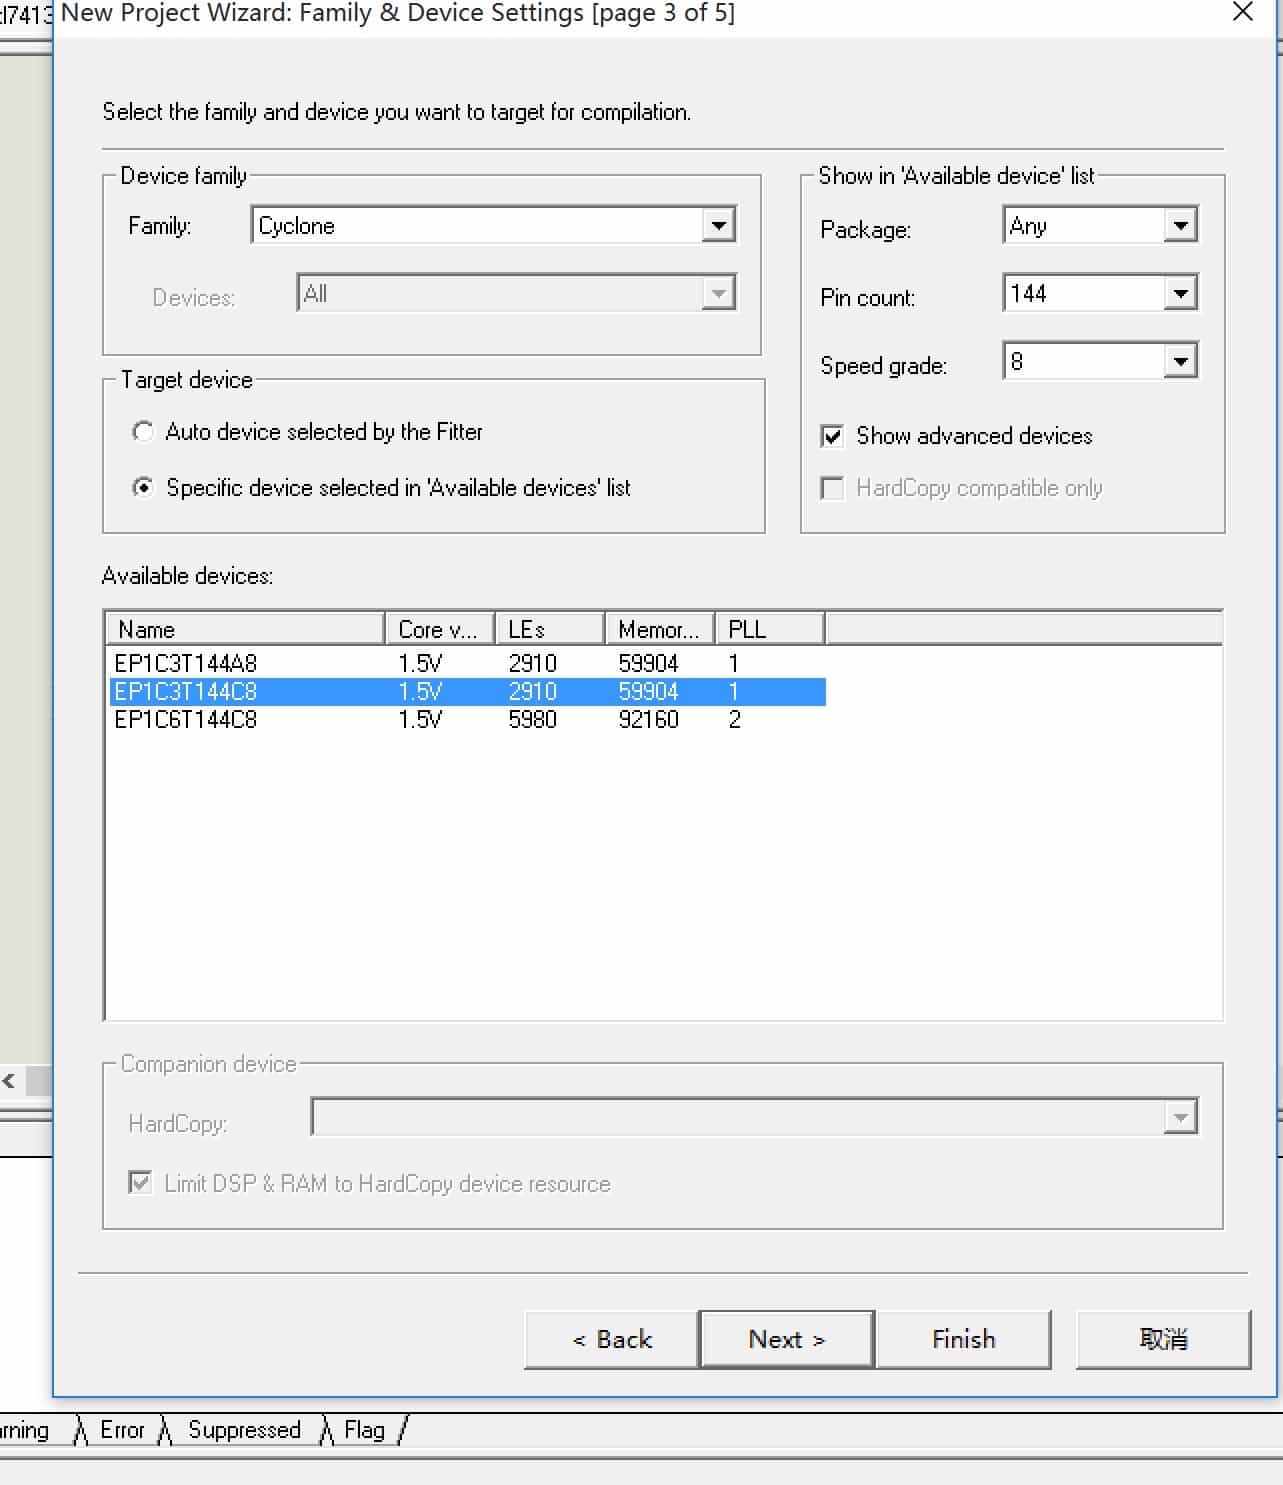 New Project Wizard: Family & Device Settings [page 3 of 5]
Select the family and device you want to target for compilation.
Device family
Family: Cyclone
Devices: All
Show in 'Available device' list
Package: Any
Pin count: 144
Speed grade: 8
Show advanced devices
HardCopy compatible only
Target device
Auto device selected by the Fitter
Specific device selected in 'Available devices' list
Available devices:
Name Core v... LEs Memor... PLL
EP1C3T144A8 1.5V 2910 59904 1
EP1C3T144C8 1.5V 2910 59904 1
EP1C6T144C8 1.5V 5980 92160 2
Companion device
HardCopy:
Limit DSP & RAM to HardCopy device resource
< Back Next > Finish 取消
Error Suppressed Flag